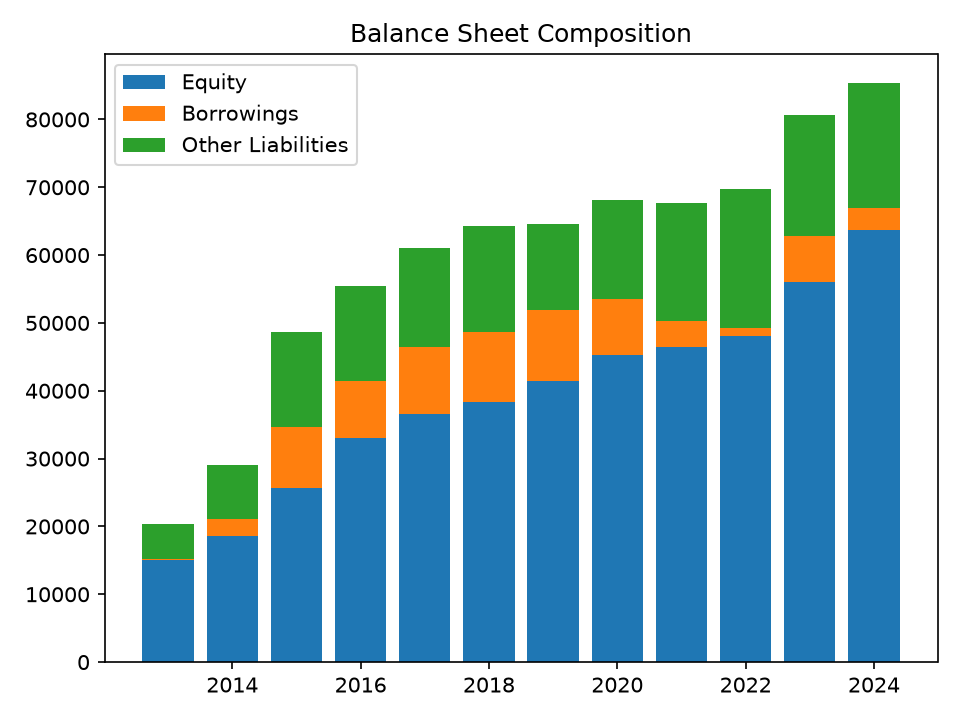 Balance Sheet Composition
Equity
Borrowings
Other Liabilities
80000
70000
60000
50000
40000
30000
20000
10000
0
2014 2016 2018 2020 2022 2024